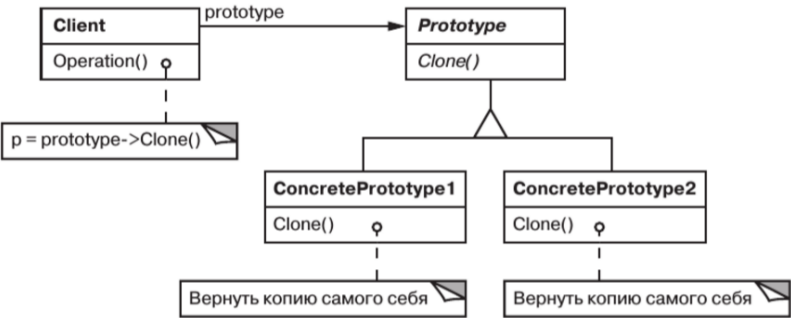 prototype
Client
Prototype
Operation()
Clone()
p = prototype->Clone()
ConcretePrototype1
ConcretePrototype2
Clone()
Clone()
Вернуть копию самого себя
Вернуть копию самого себя